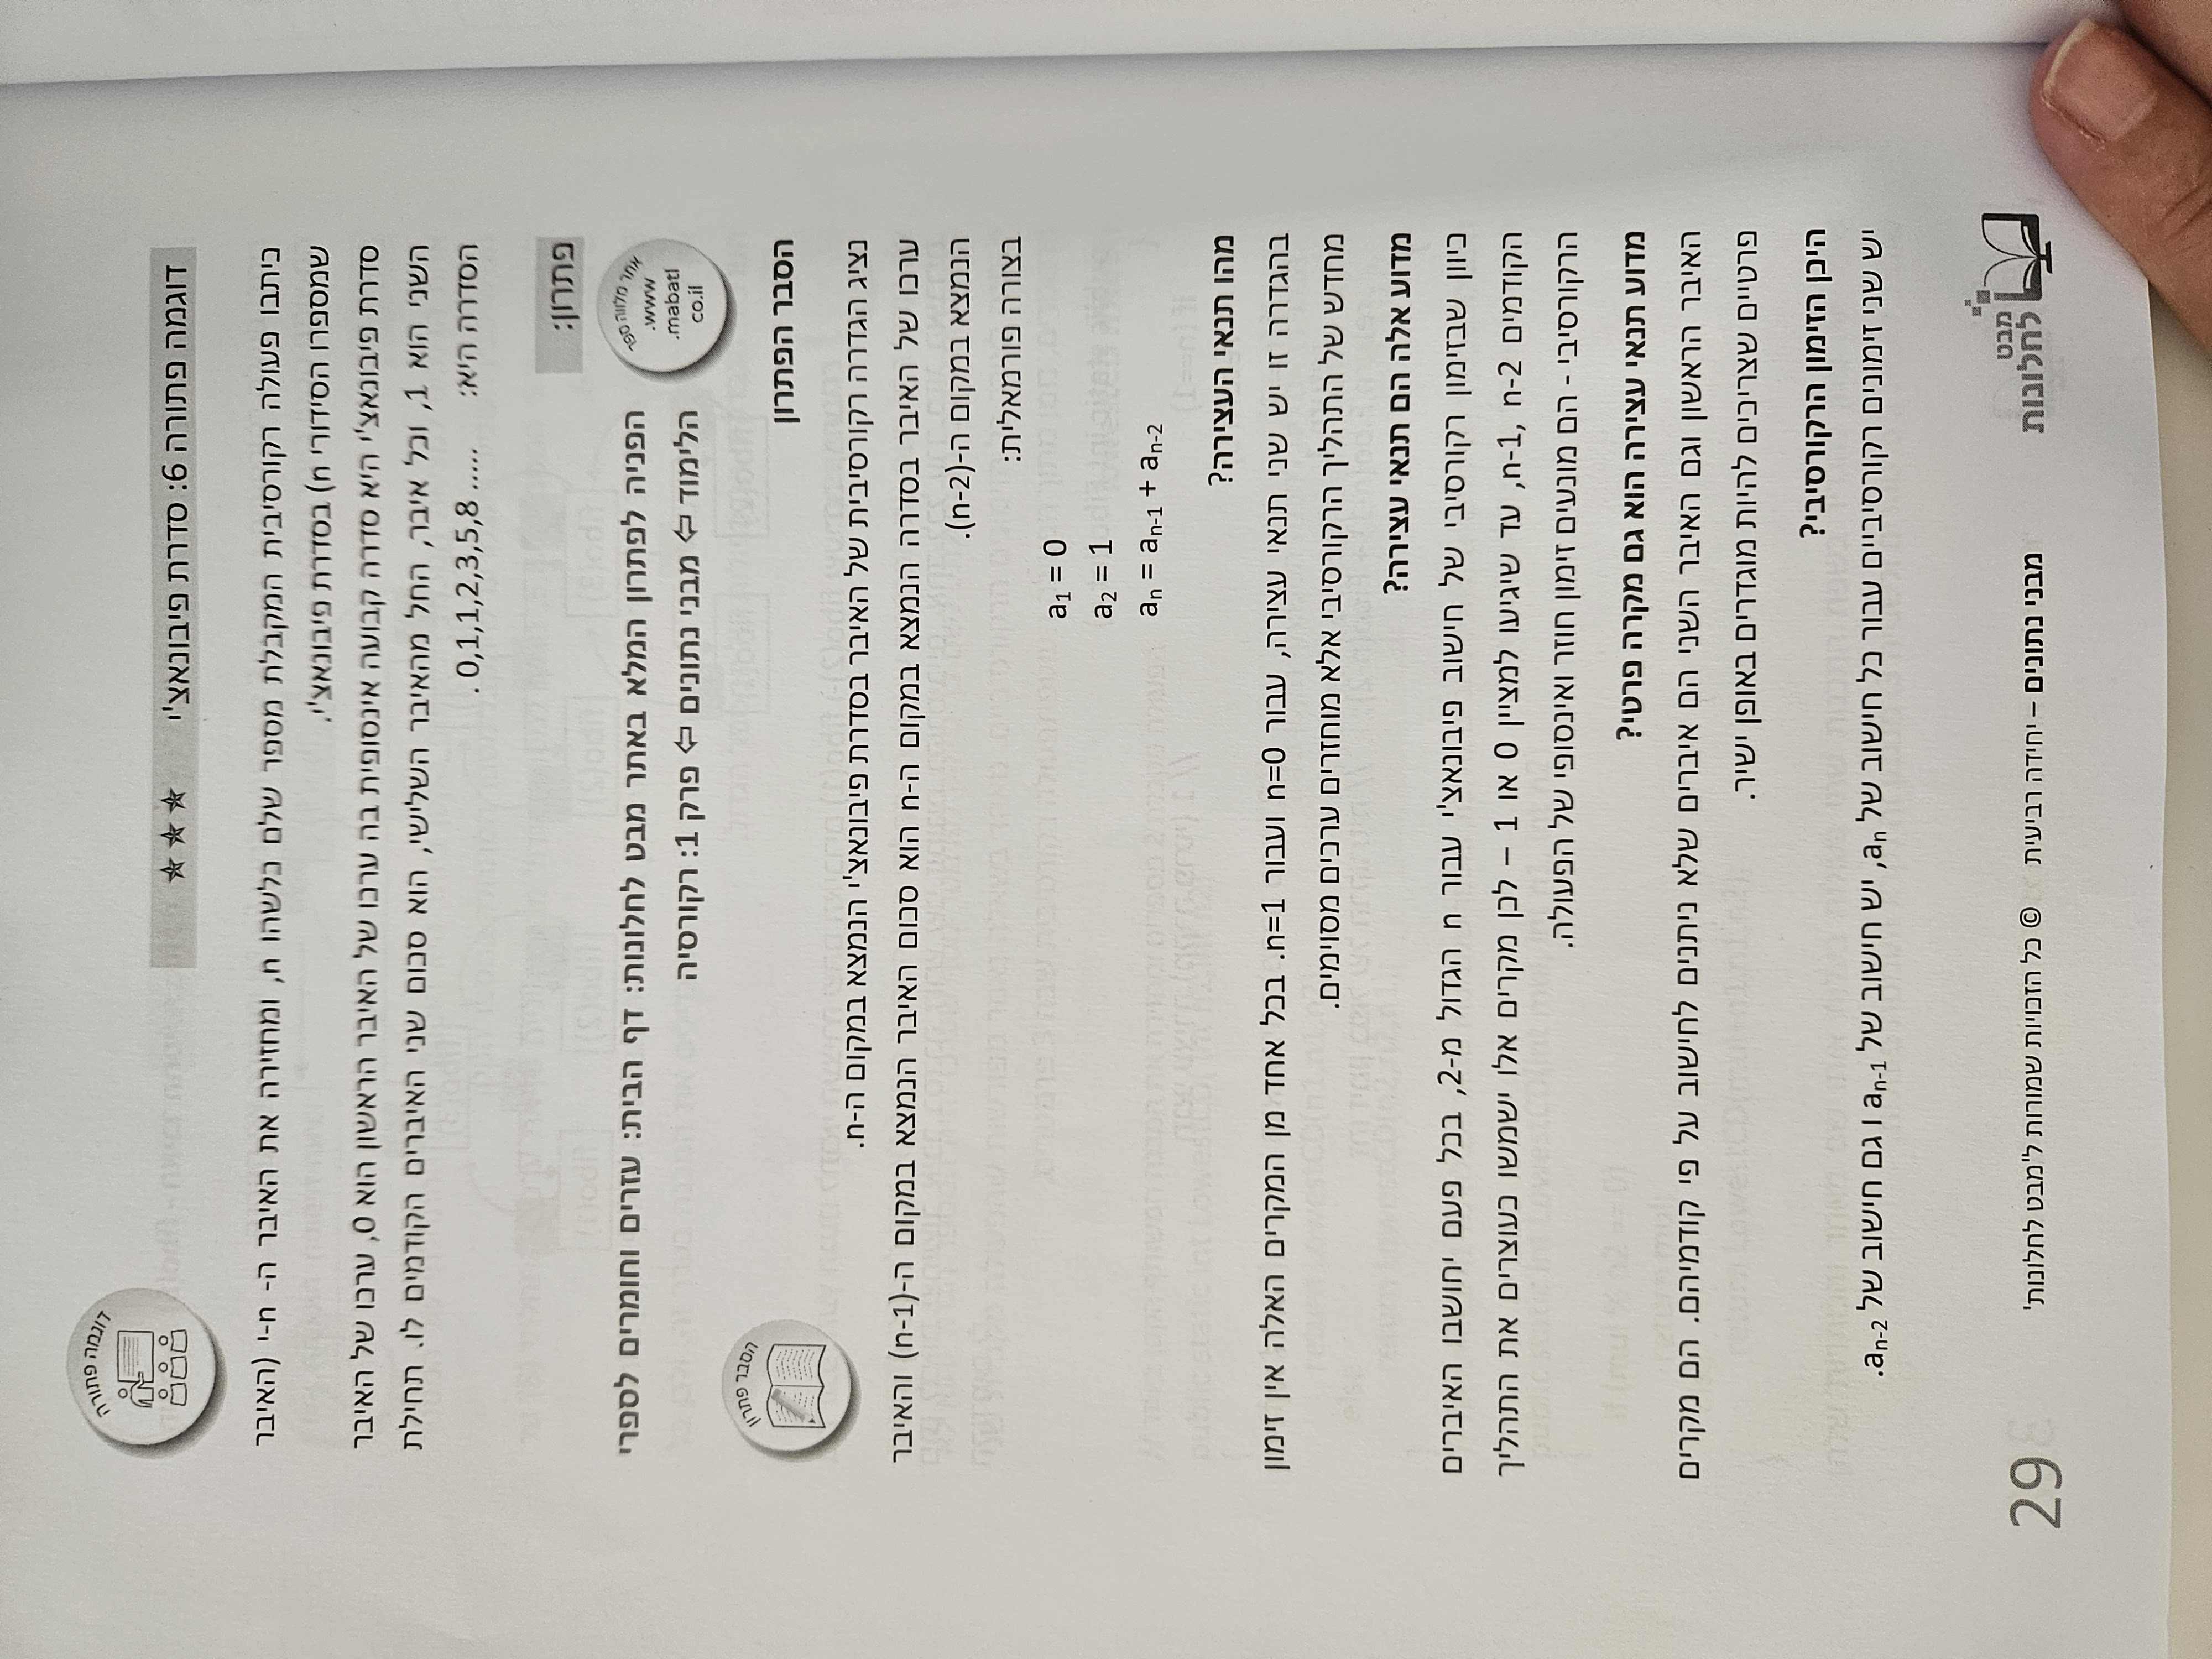 דוגמה פתורה
דוגמה פתורה 6: סדרת פיבונאצ'י ★★★
כיתבו פעולה רקורסיבית המקבלת מספר שלם כלשהו n, ומחזירה את האיבר ה- n-י (האיבר
שמספרו הסידורי n) בסדרת פיבונאצ'י.
סדרת פיבונאצ'י היא סדרה קבועה אינסופית בה ערכו של האיבר הראשון הוא 0, ערכו של האיבר
השני הוא 1, וכל איבר, החל מהאיבר השלישי, הוא סכום שני האיברים הקודמים לו. תחילת
הסדרה היא: 0,1,1,2,3,5,8 ..... .
פתרון:
אתר מלווה ספר
www.
mabatl.
co.il
הפניה לפתרון המלא באתר מבט לחלונות: דף הבית: עזרים וחומרים לספרי
הלימוד ⇦ מבני נתונים ⇦ פרק 1: רקורסיה
הסבר פתרון
הסבר הפתרון
נציג הגדרה רקורסיבית של האיבר בסדרת פיבונאצ'י הנמצא במקום ה-n.
ערכו של האיבר בסדרה הנמצא במקום ה-n הוא סכום האיבר הנמצא במקום ה-(n-1) והאיבר
הנמצא במקום ה-(n-2).
בצורה פורמאלית:
a₁ = 0
a₂ = 1
aₙ = aₙ₋₁ + aₙ₋₂
מהו תנאי העצירה?
בהגדרה זו יש שני תנאי עצירה, עבור n=0 ועבור n=1. בכל אחד מן המקרים האלה אין זימון
מחדש של התהליך הרקורסיבי אלא מוחזרים ערכים מסוימים.
מדוע אלה הם תנאי עצירה?
כיוון שבזימון רקורסיבי של חישוב פיבונאצ'י עבור n הגדול מ-2, בכל פעם יחושבו האיברים
הקודמים n-1, n-2, עד שיגיעו למציין 0 או 1 – לכן מקרים אלו ישמשו כעוצרים את התהליך
הרקורסיבי - הם מונעים זימון חוזר ואינסופי של הפעולה.
מדוע תנאי עצירה הוא גם מקרה פרטי?
האיבר הראשון וגם האיבר השני הם איברים שלא ניתנים לחישוב על פי קודמיהם. הם מקרים
פרטיים שצריכים להיות מוגדרים באופן ישיר.
היכן הזימון הרקורסיבי?
יש שני זימונים רקורסיביים עבור כל חישוב של aₙ, יש חישוב של aₙ₋₁ ו גם חישוב של aₙ₋₂.
מבט
לחלונות
מבני נתונים – יחידה רביעית © כל הזכויות שמורות ל'מבט לחלונות'
29